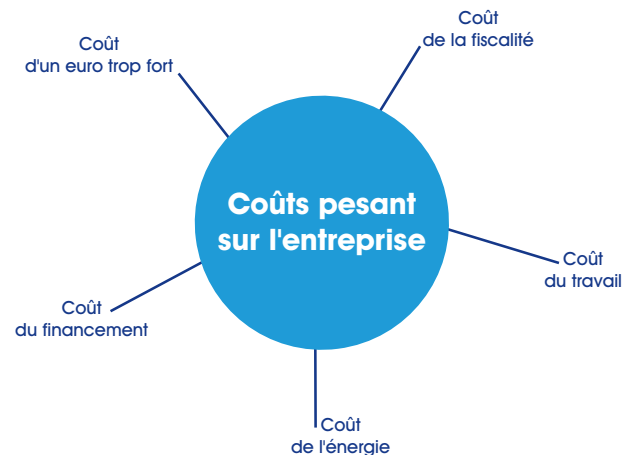 Coût
d'un euro trop fort
Coût
de la fiscalité
Coûts pesant
sur l'entreprise
Coût
du travail
Coût
du financement
Coût
de l'énergie